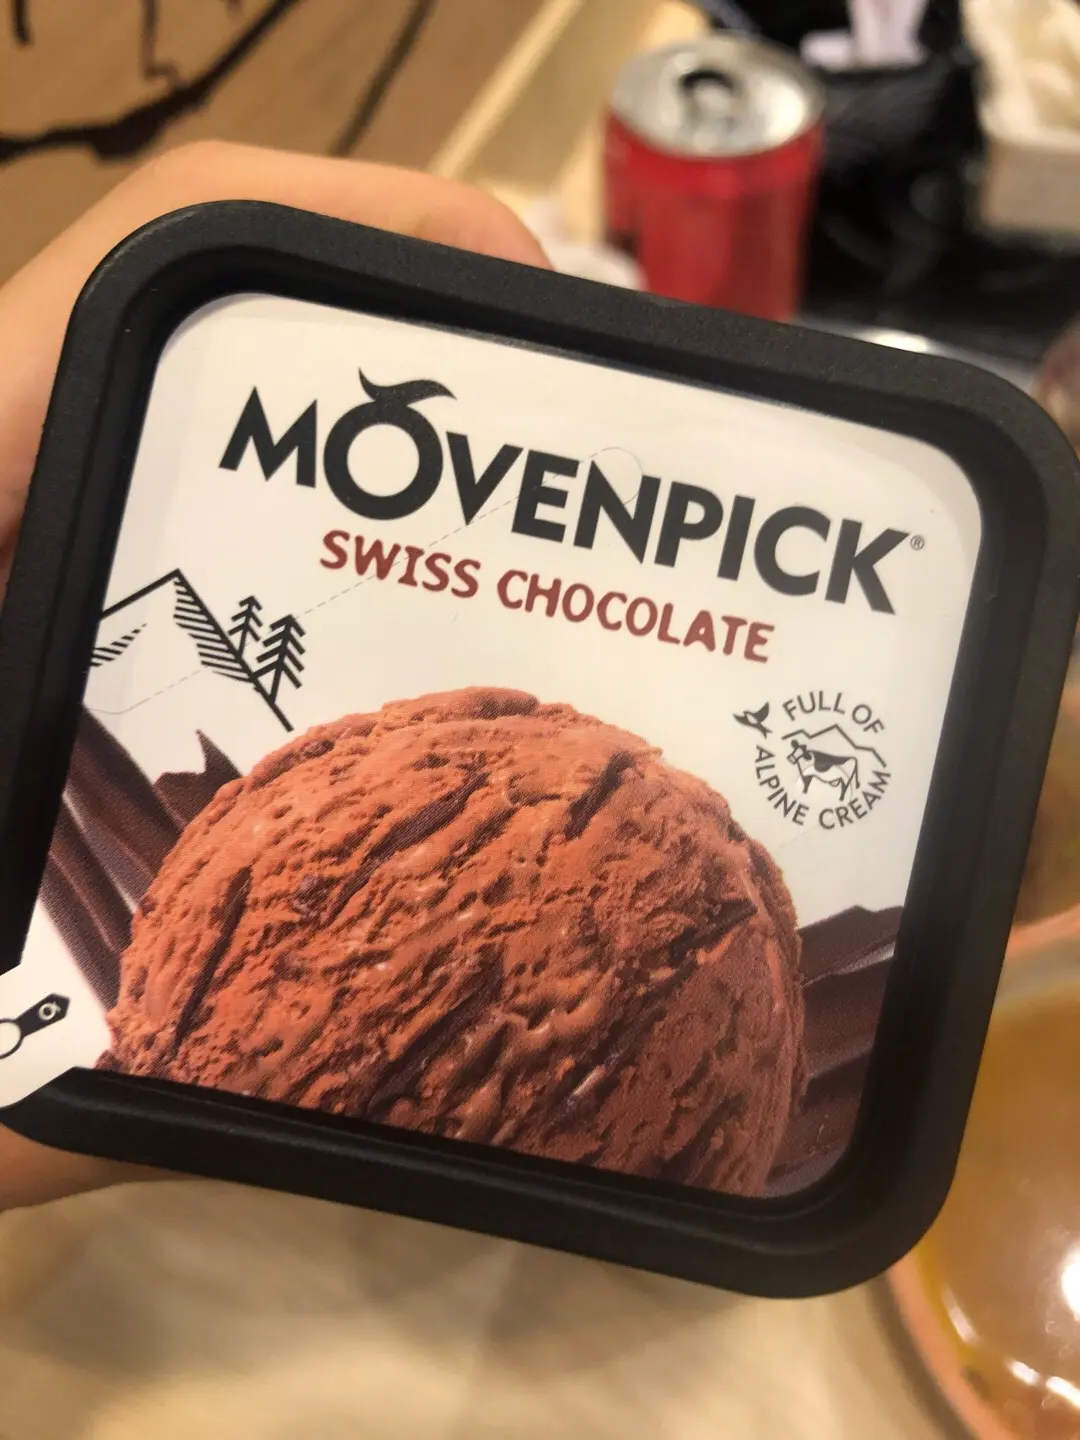 MÖVENPICK®
SWISS CHOCOLATE
FULL OF
ALPINE CREAM